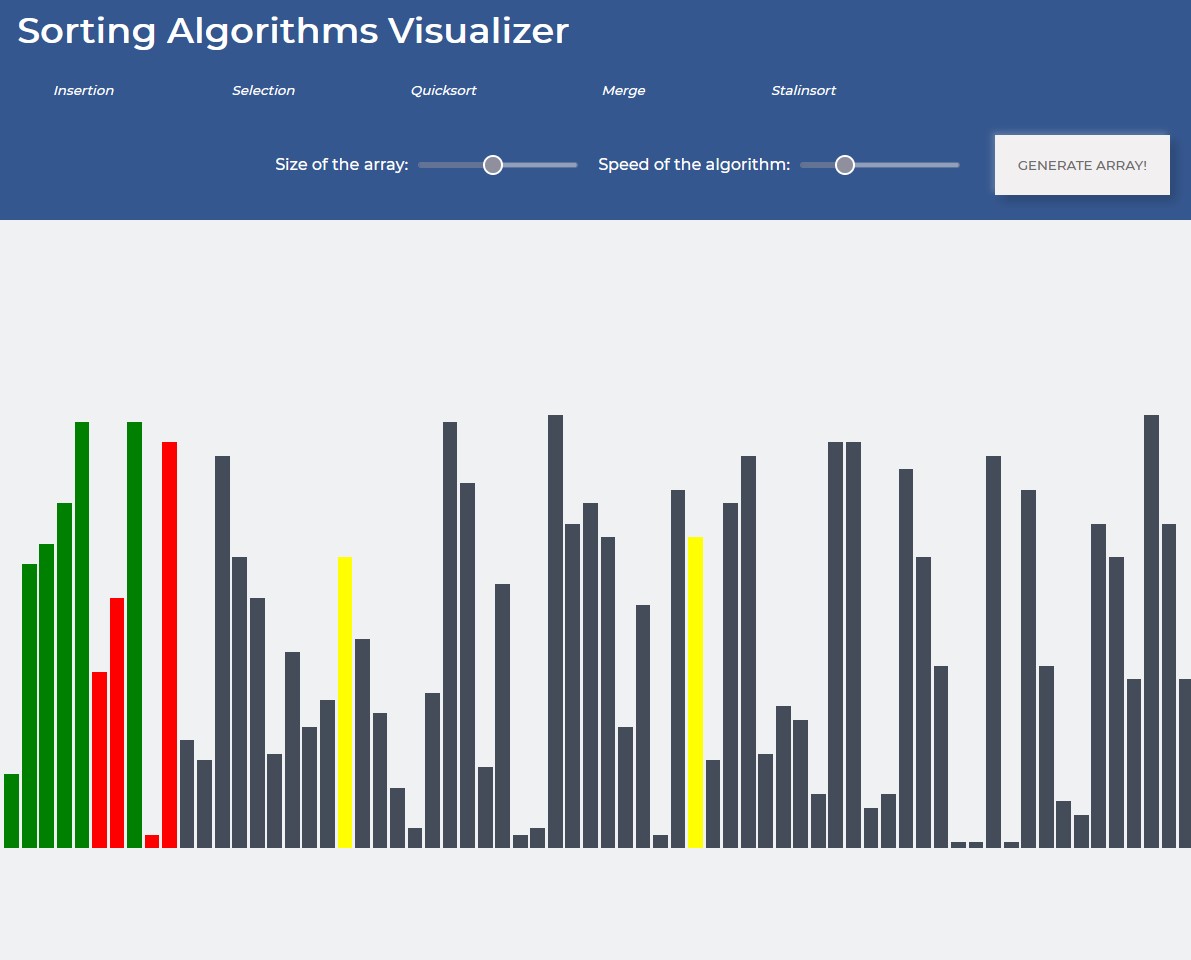 Sorting Algorithms Visualizer
Insertion Selection Quicksort Merge Stalinsort
Size of the array: Speed of the algorithm: GENERATE ARRAY!